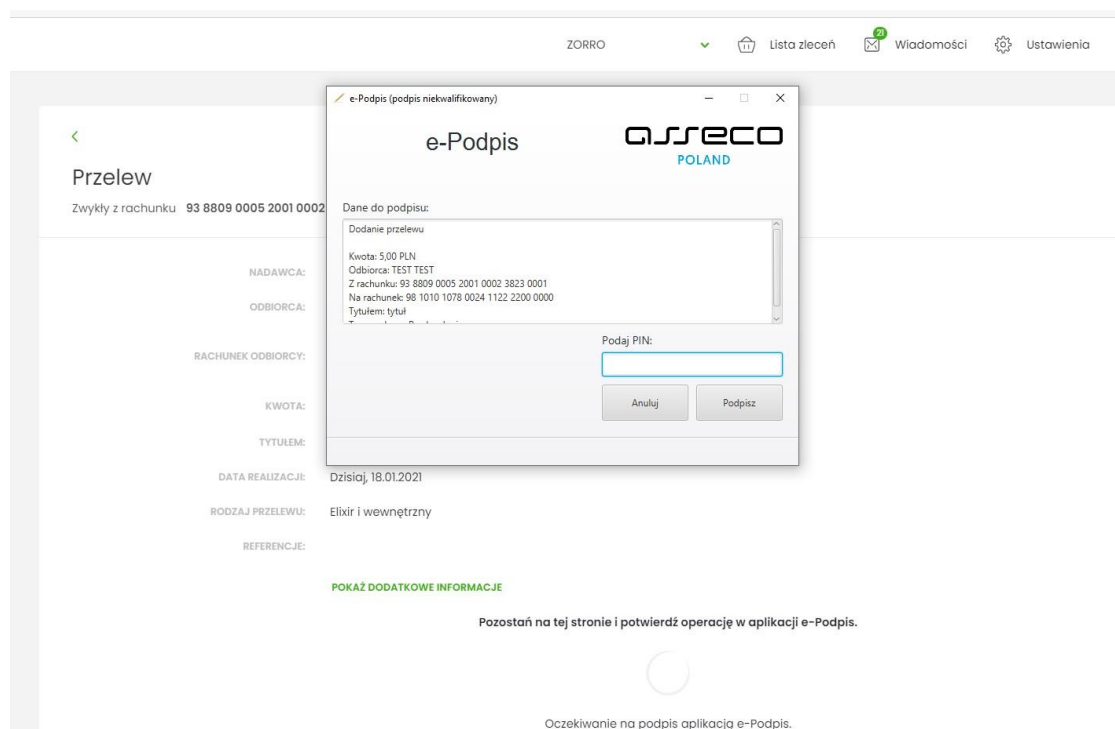 ZORRO
Lista zleceń
21
Wiadomości
Ustawienia
Przelew
Zwykły z rachunku 93 8809 0005 2001 0002
NADAWCA:
ODBIORCA:
RACHUNEK ODBIORCY:
KWOTA:
TYTUŁEM:
DATA REALIZACJI: Dzisiaj, 18.01.2021
RODZAJ PRZELEWU: Elixir i wewnętrzny
REFERENCJE:
POKAŻ DODATKOWE INFORMACJE
Pozostań na tej stronie i potwierdź operację w aplikacji e-Podpis.
Oczekiwanie na podpis aplikacją e-Podpis.
e-Podpis (podpis niekwalifikowany)
e-Podpis
asseco
POLAND
Dane do podpisu:
Dodanie przelewu
Kwota: 5,00 PLN
Odbiorca: TEST TEST
Z rachunku: 93 8809 0005 2001 0002 3823 0001
Na rachunek: 98 1010 1078 0024 1122 2200 0000
Tytułem: tytuł
Podaj PIN:
Anuluj
Podpisz